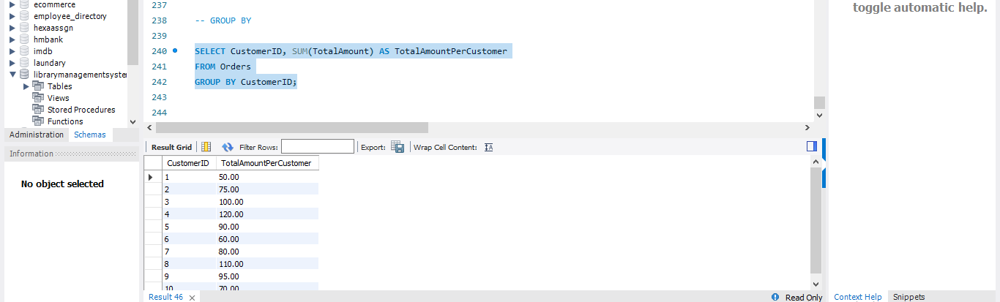 ecommerce
employee_directory
hexaassgn
hmbank
imdb
laundary
librarymanagementsyster
Tables
Views
Stored Procedures
Functions
Administration Schemas
Information
No object selected
237
238 -- GROUP BY
239
240 SELECT CustomerID, SUM(TotalAmount) AS TotalAmountPerCustomer
241 FROM Orders
242 GROUP BY CustomerID;
243
244
Result Grid Filter Rows: Export: Wrap Cell Content:
CustomerID TotalAmountPerCustomer
1 50.00
2 75.00
3 100.00
4 120.00
5 90.00
6 60.00
7 80.00
8 110.00
9 95.00
10 70.00
Result 46
Read Only
toggle automatic help.
Context Help Snippets